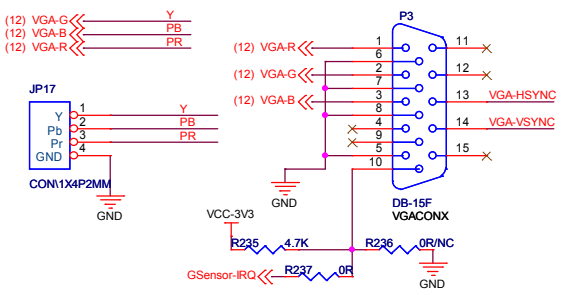 (12) VGA-G Y
(12) VGA-B PB
(12) VGA-R PR
JP17
Y 1 Y
Pb 2 PB
Pr 3 PR
GND 4
CON\1X4P2MM
GND
P3
(12) VGA-R 1
6
11
(12) VGA-G 2
7
12
(12) VGA-B 3
8
13 VGA-HSYNC
4
9
14 VGA-VSYNC
5
10
15
GND
DB-15F
VGACONX
VCC-3V3
R235 4.7K
R236 0R/NC
GSensor-IRQ R237 0R
GND